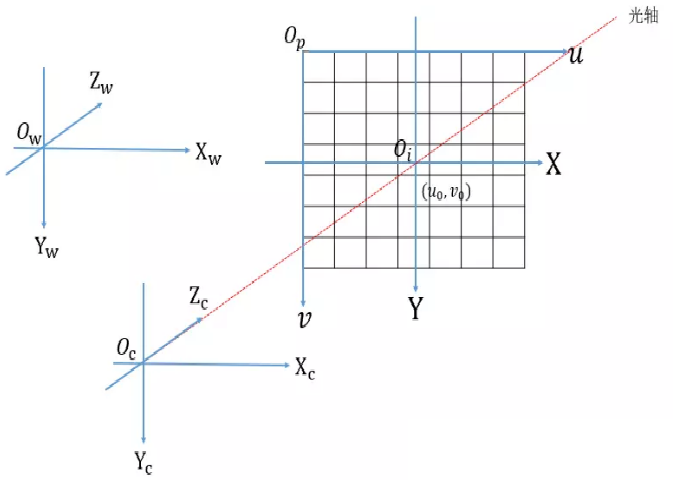 光轴
O_p
u
Z_w
O_w
X_w
O_i
X
(u_0, v_0)
Y_w
Z_c
Y
v
O_c
X_c
Y_c